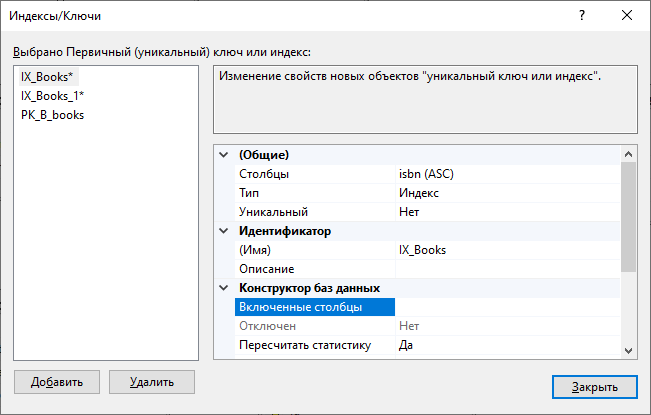 Индексы/Ключи
?
Выбрано Первичный (уникальный) ключ или индекс:
IX_Books*
IX_Books_1*
PK_B_books
Изменение свойств новых объектов "уникальный ключ или индекс".
(Общие)
Столбцы isbn (ASC)
Тип Индекс
Уникальный Нет
Идентификатор
(Имя) IX_Books
Описание
Конструктор баз данных
Включенные столбцы
Отключен Нет
Пересчитать статистику Да
Добавить Удалить
Закрыть